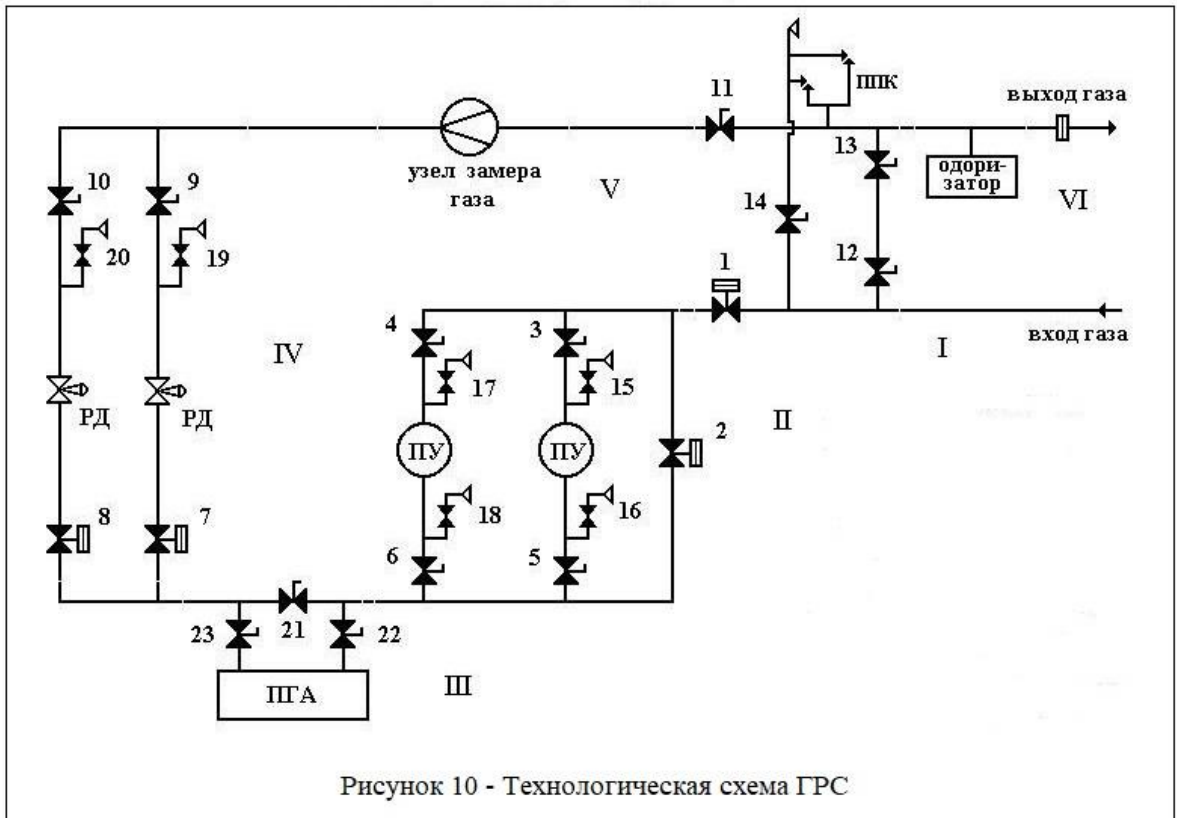 11
ППК
выход газа
10
9
узел замера
газа
V
13
одори-
затор
VI
14
20
19
12
1
4
3
I
вход газа
IV
17
15
II
РД
РД
ПУ
ПУ
2
18
16
8
7
6
5
23
21
22
ПГА
III
Рисунок 10 - Технологическая схема ГРС